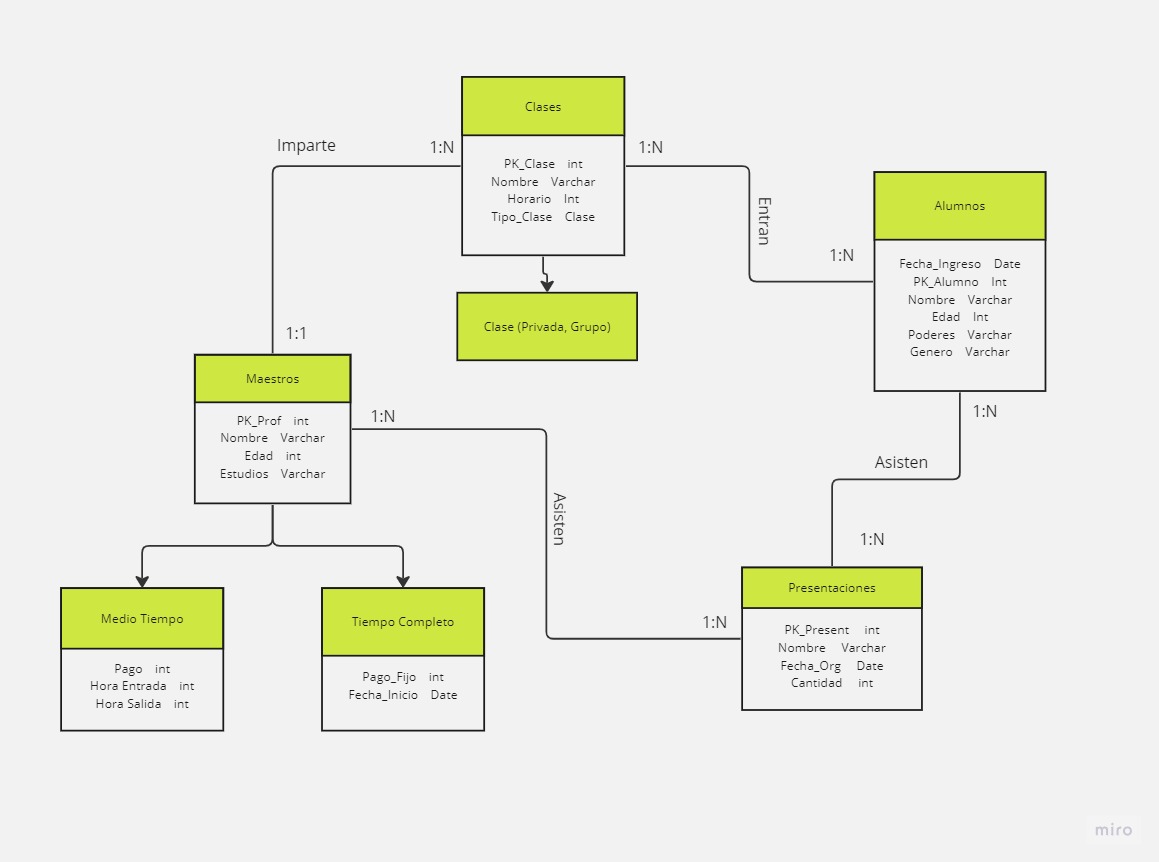 Clases
Imparte
1:N
1:N
PK_Clase int
Nombre Varchar
Horario Int
Tipo_Clase Clase
Entran
Alumnos
1:N
Fecha_Ingreso Date
PK_Alumno Int
Nombre Varchar
Edad Int
Poderes Varchar
Genero Varchar
Clase (Privada, Grupo)
1:1
Maestros
1:N
PK_Prof int
Nombre Varchar
Edad int
Estudios Varchar
1:N
Asisten
Asisten
1:N
Presentaciones
1:N
PK_Present int
Nombre Varchar
Fecha_Org Date
Cantidad int
Medio Tiempo
Pago int
Hora Entrada int
Hora Salida int
Tiempo Completo
Pago_Fijo int
Fecha_Inicio Date
miro